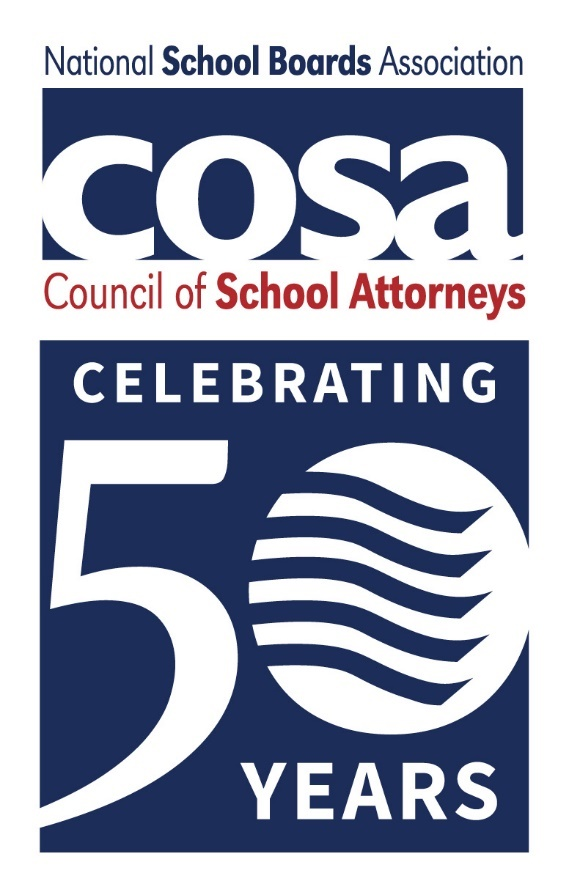 National School Boards Association
cosa
Council of School Attorneys
CELEBRATING
50
YEARS